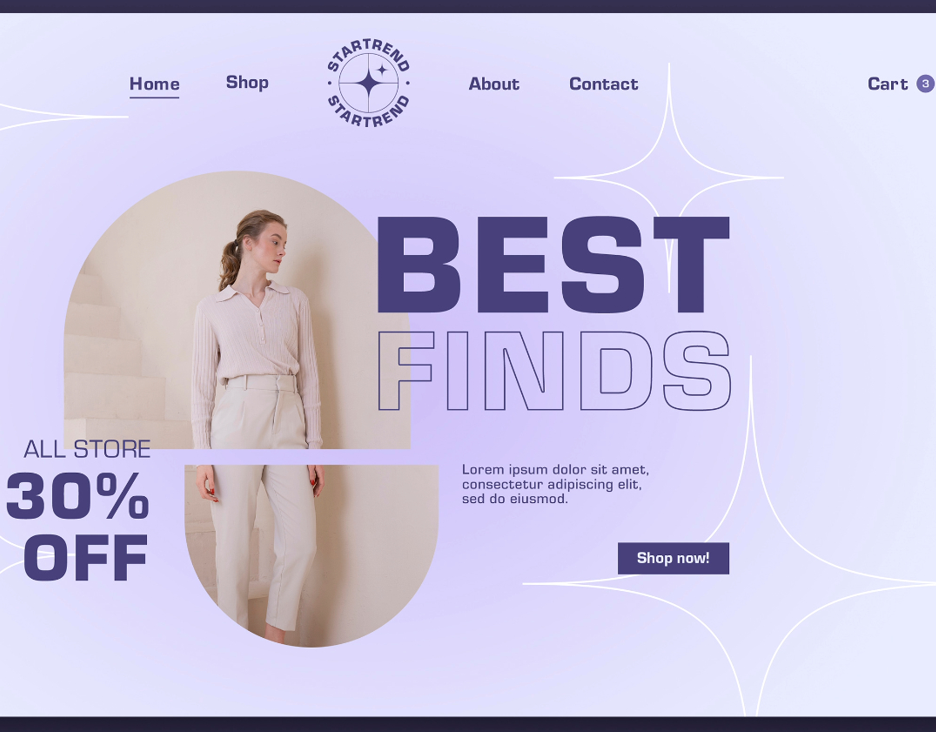 Home
Shop
STARTREND
STARTREND
About
Contact
Cart 3
BEST
FINDS
ALL STORE
30%
OFF
Lorem ipsum dolor sit amet,
consectetur adipiscing elit,
sed do eiusmod.
Shop now!